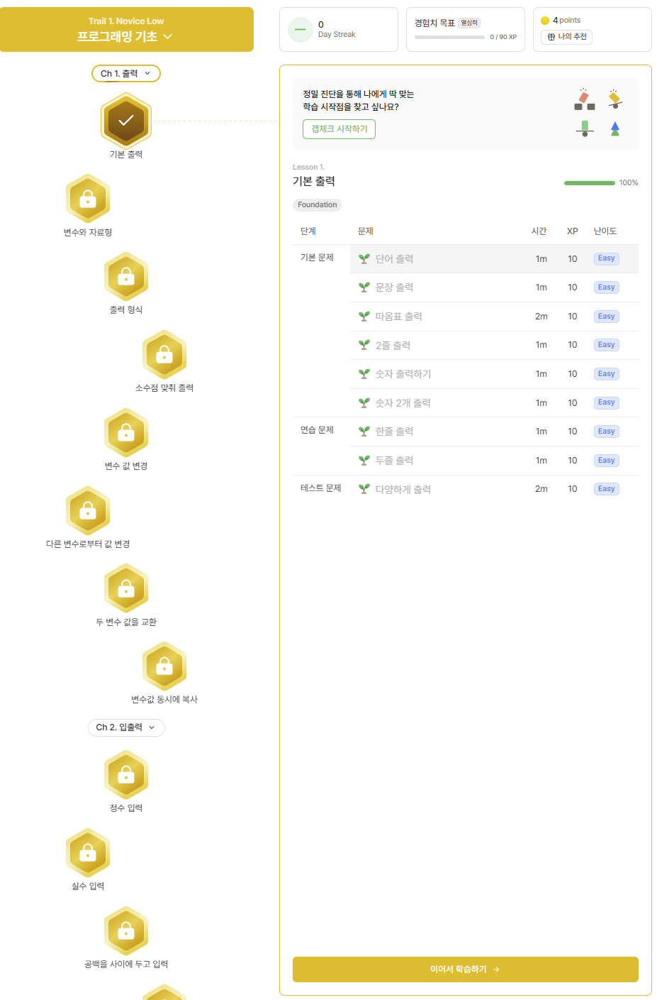 Trail 1. Novice Low
프로그래밍 기초
Ch 1. 출력
기본 출력
변수와 자료형
출력 형식
소수점 맞춰 출력
변수 값 변경
다른 변수로부터 값 변경
두 변수 값을 교환
변수값 동시에 복사
Ch 2. 입출력
정수 입력
실수 입력
공백을 사이에 두고 입력
0
Day Streak
경험치 목표 열심히
0 / 90 XP
4 points
나의 추천
정밀 진단을 통해 나에게 딱 맞는
학습 시작점을 찾고 싶나요?
갭체크 시작하기
Lesson 1.
기본 출력 100%
Foundation
단계 문제 시간 XP 난이도
기본 문제 단어 출력 1m 10 Easy
문장 출력 1m 10 Easy
따옴표 출력 2m 10 Easy
2줄 출력 1m 10 Easy
숫자 출력하기 1m 10 Easy
숫자 2개 출력 1m 10 Easy
연습 문제 한줄 출력 1m 10 Easy
두줄 출력 1m 10 Easy
테스트 문제 다양하게 출력 2m 10 Easy
이어서 학습하기 →